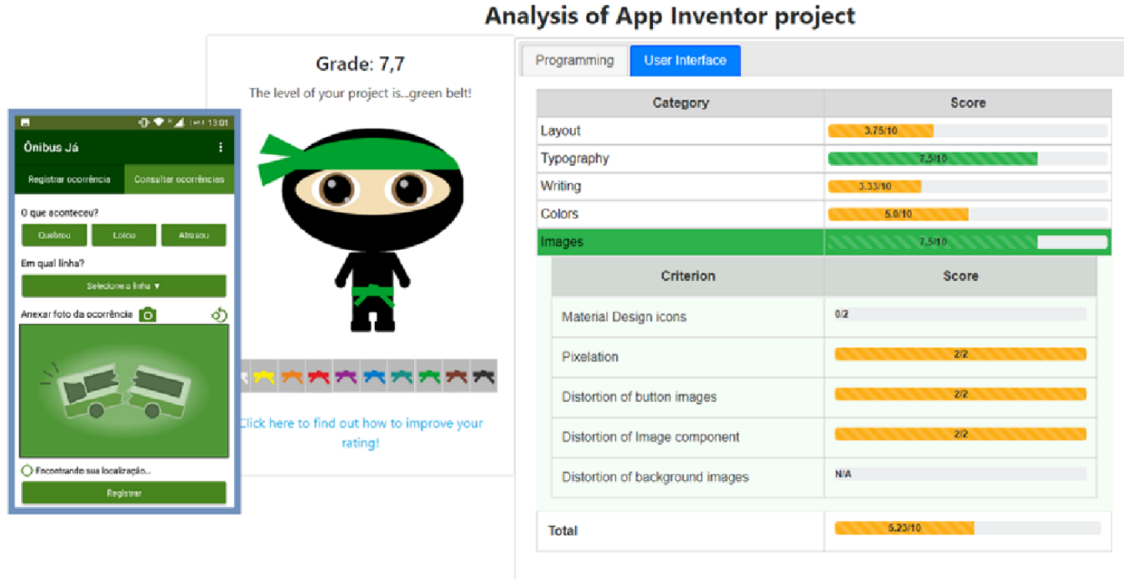 Analysis of App Inventor project
Grade: 7,7
The level of your project is...green belt!
Click here to find out how to improve your
rating!
13:01
Ônibus Já
Registrar ocorrência Consultar ocorrências
O que aconteceu?
Quebrou Lotou Atrasou
Em qual linha?
Selecione a linha ▼
Anexar foto da ocorrência
Encontrando sua localização...
Registrar
Programming User Interface
Category Score
Layout 3.75/10
Typography 7.5/10
Writing 3.33/10
Colors 5.0/10
Images 7.5/10
Criterion Score
Material Design icons 0/2
Pixelation 2/2
Distortion of button images 2/2
Distortion of Image component 2/2
Distortion of background images N/A
Total 5.23/10